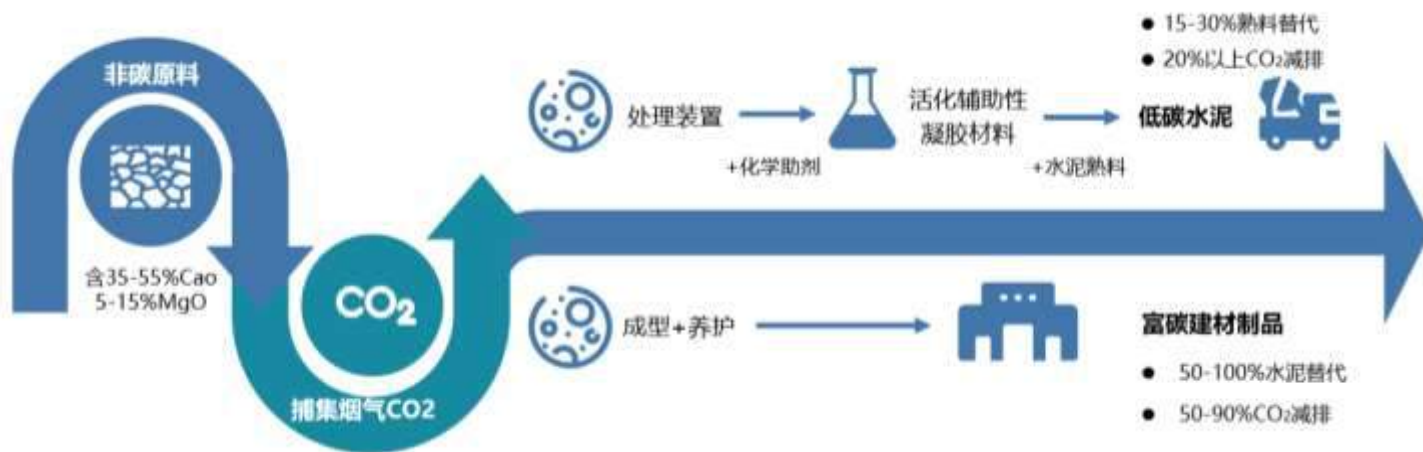 非碳原料
含35-55%Cao
5-15%MgO
CO₂
捕集烟气CO2
处理装置
+化学助剂
活化辅助性
凝胶材料
+水泥熟料
15-30%熟料替代
20%以上CO₂减排
低碳水泥
成型+养护
富碳建材制品
50-100%水泥替代
50-90%CO₂减排